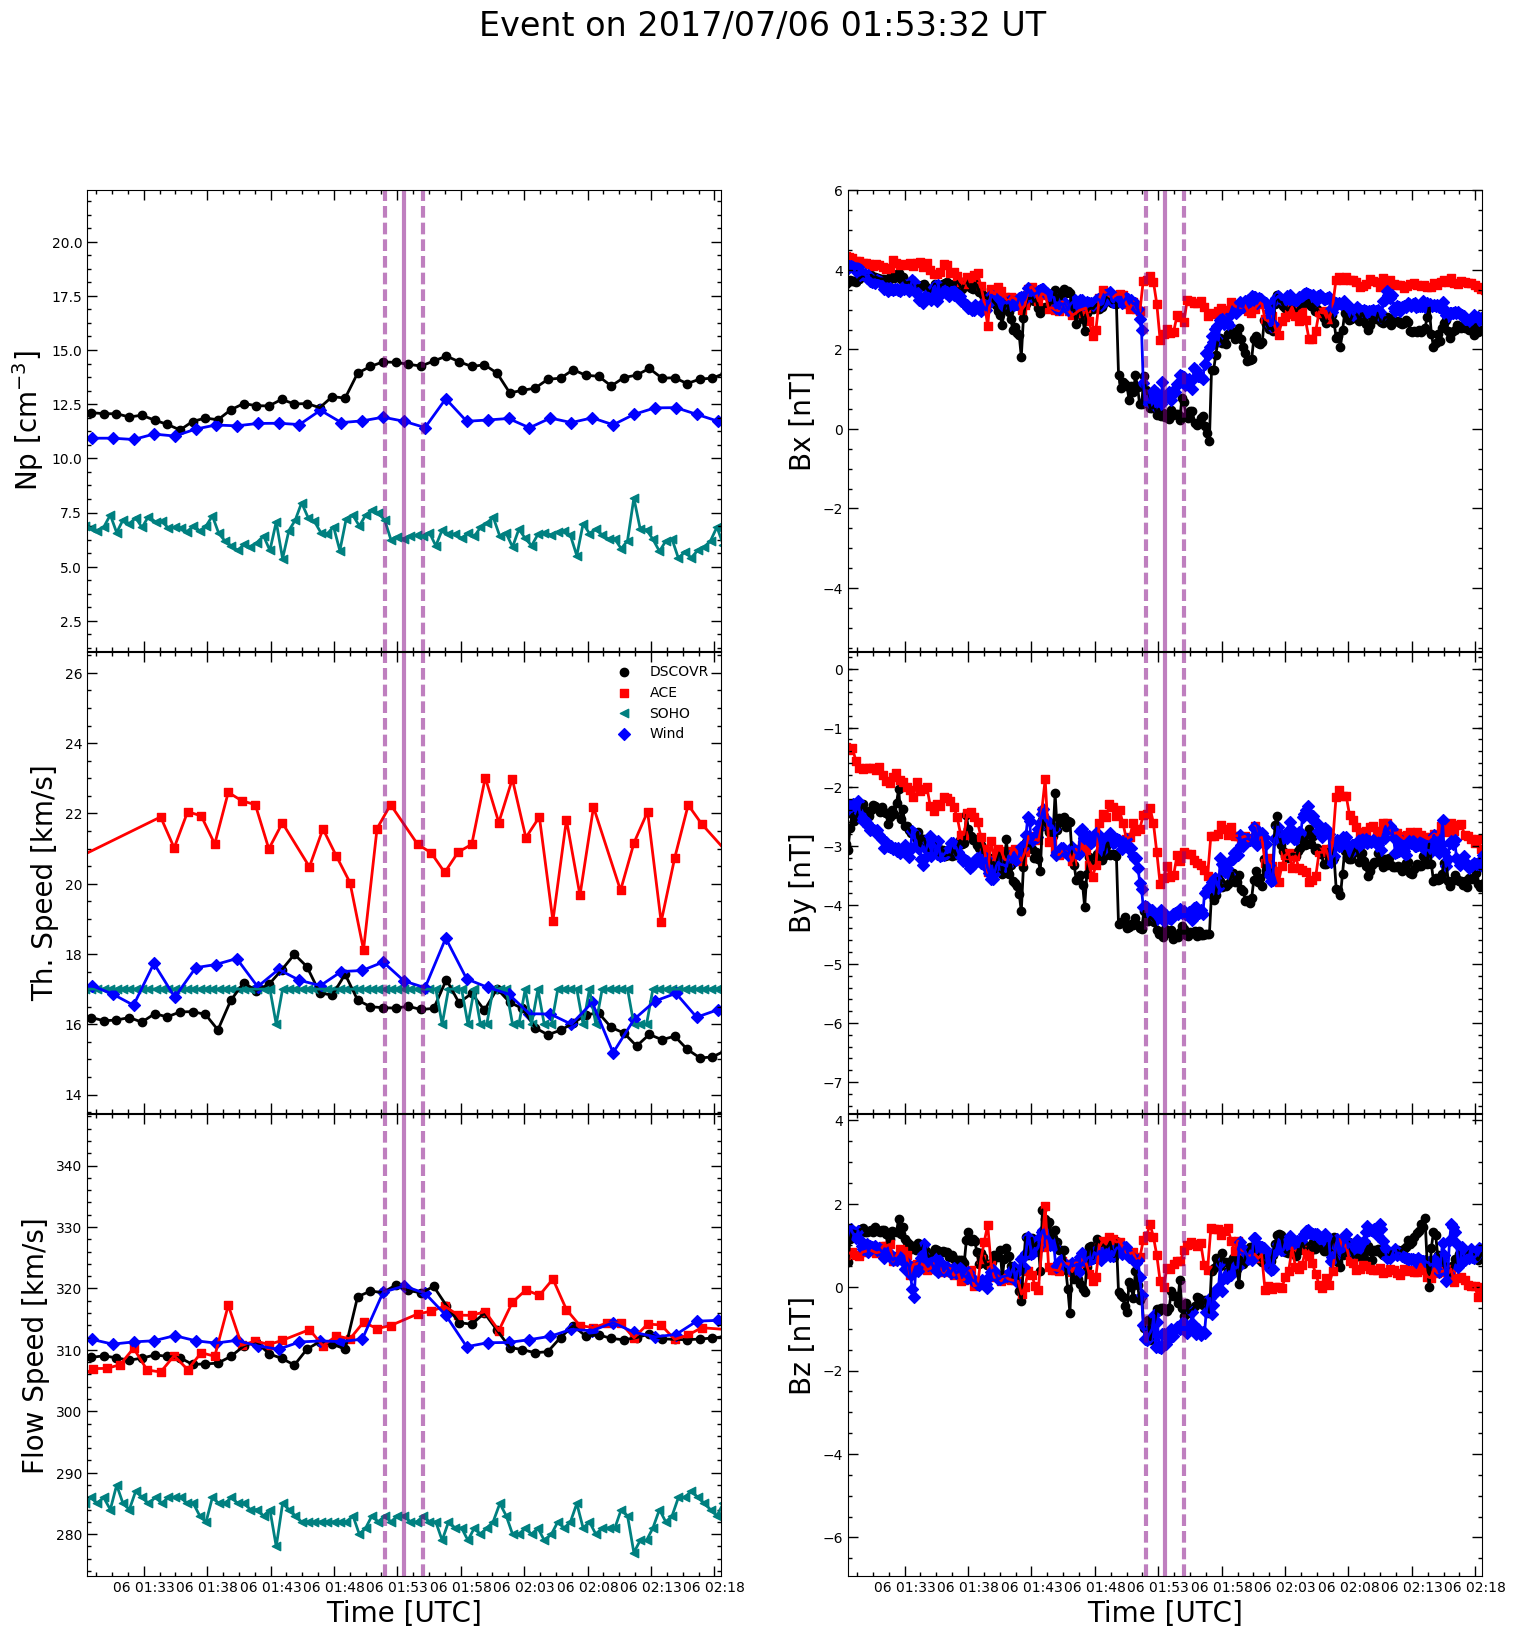 Event on 2017/07/06 01:53:32 UT
Np [cm⁻³]
20.0
17.5
15.0
12.5
10.0
7.5
5.0
2.5
Th. Speed [km/s]
26
24
22
20
18
16
14
DSCOVR
ACE
SOHO
Wind
Flow Speed [km/s]
340
330
320
310
300
290
280
06 01:33 06 01:38 06 01:43 06 01:48 06 01:53 06 01:58 06 02:03 06 02:08 06 02:13 06 02:18
Time [UTC]
Bx [nT]
6
4
2
0
−2
−4
By [nT]
0
−1
−2
−3
−4
−5
−6
−7
Bz [nT]
4
2
0
−2
−4
−6
06 01:33 06 01:38 06 01:43 06 01:48 06 01:53 06 01:58 06 02:03 06 02:08 06 02:13 06 02:18
Time [UTC]